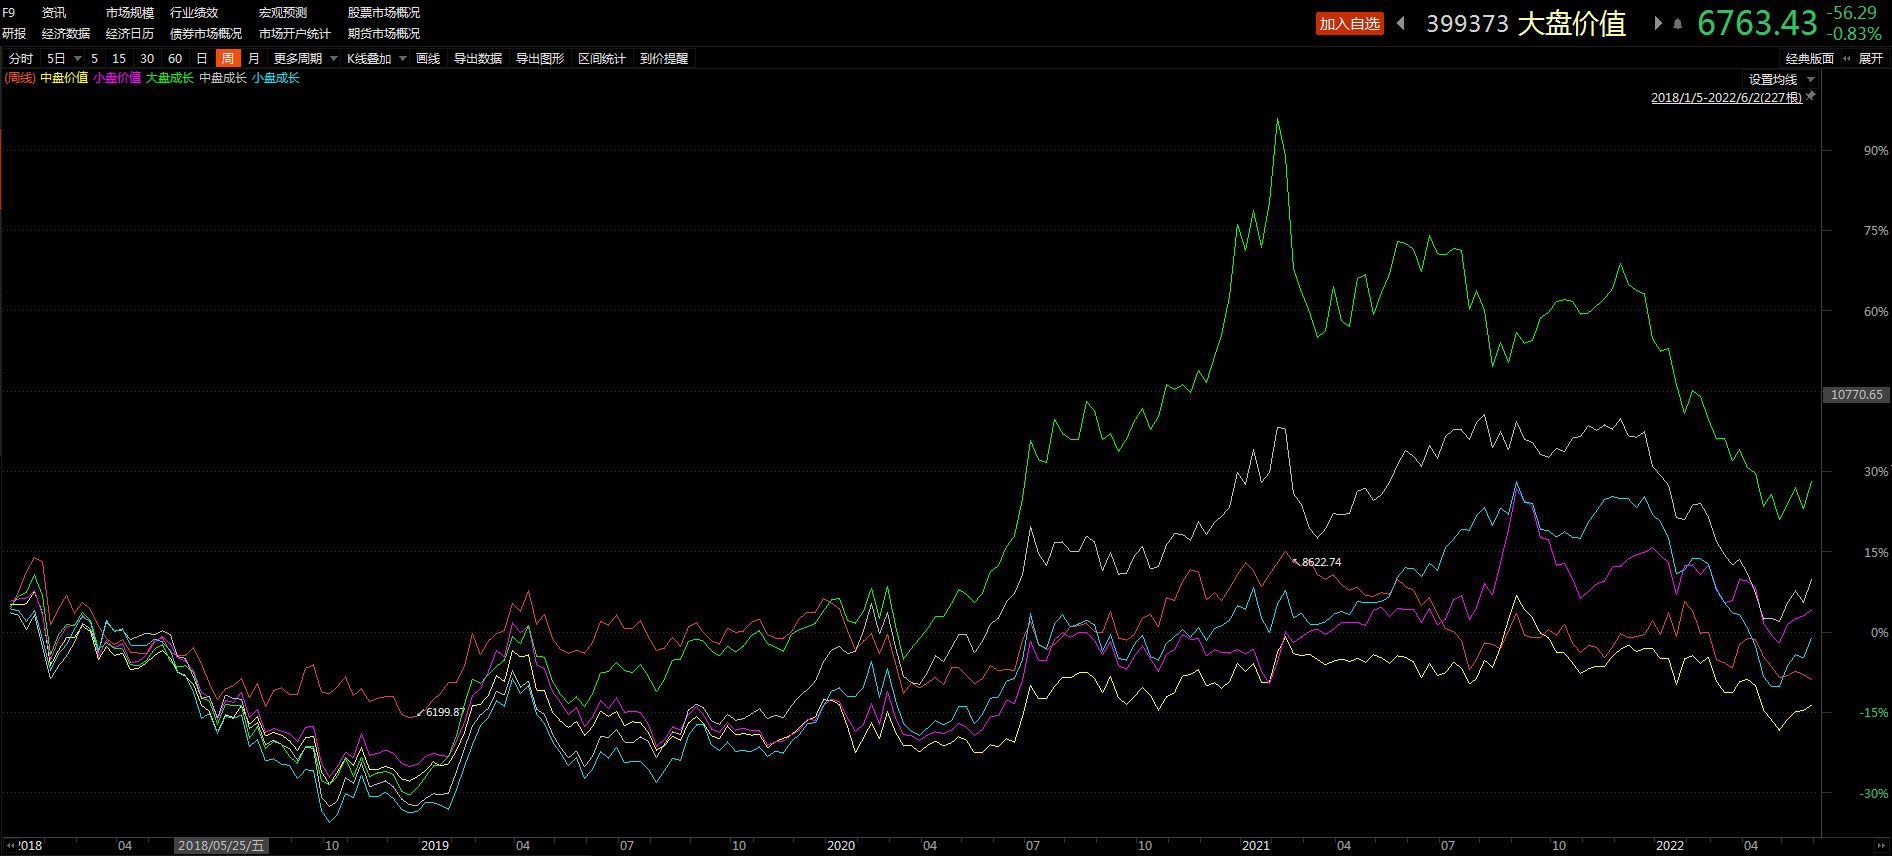 F9 资讯 市场规模 行业绩效 宏观预测 股票市场概况
研报 经济数据 经济日历 债券市场概况 市场开户统计 期货市场概况
加入自选 399373 大盘价值 6763.43 -56.29 -0.83%
分时 5日 5 15 30 60 日 周 月 更多周期 K线叠加 画线 导出数据 导出图形 区间统计 到价提醒 经典版面 展开
(周线) 中盘价值 小盘价值 大盘成长 中盘成长 小盘成长 设置均线
2018/1/5-2022/6/2(227根)
90%
75%
60%
10770.65
30%
15%
8622.74
0%
6199.87
-15%
-30%
2018 04 2018/05/25/五 10 2019 04 07 10 2020 04 07 10 2021 04 07 10 2022 04